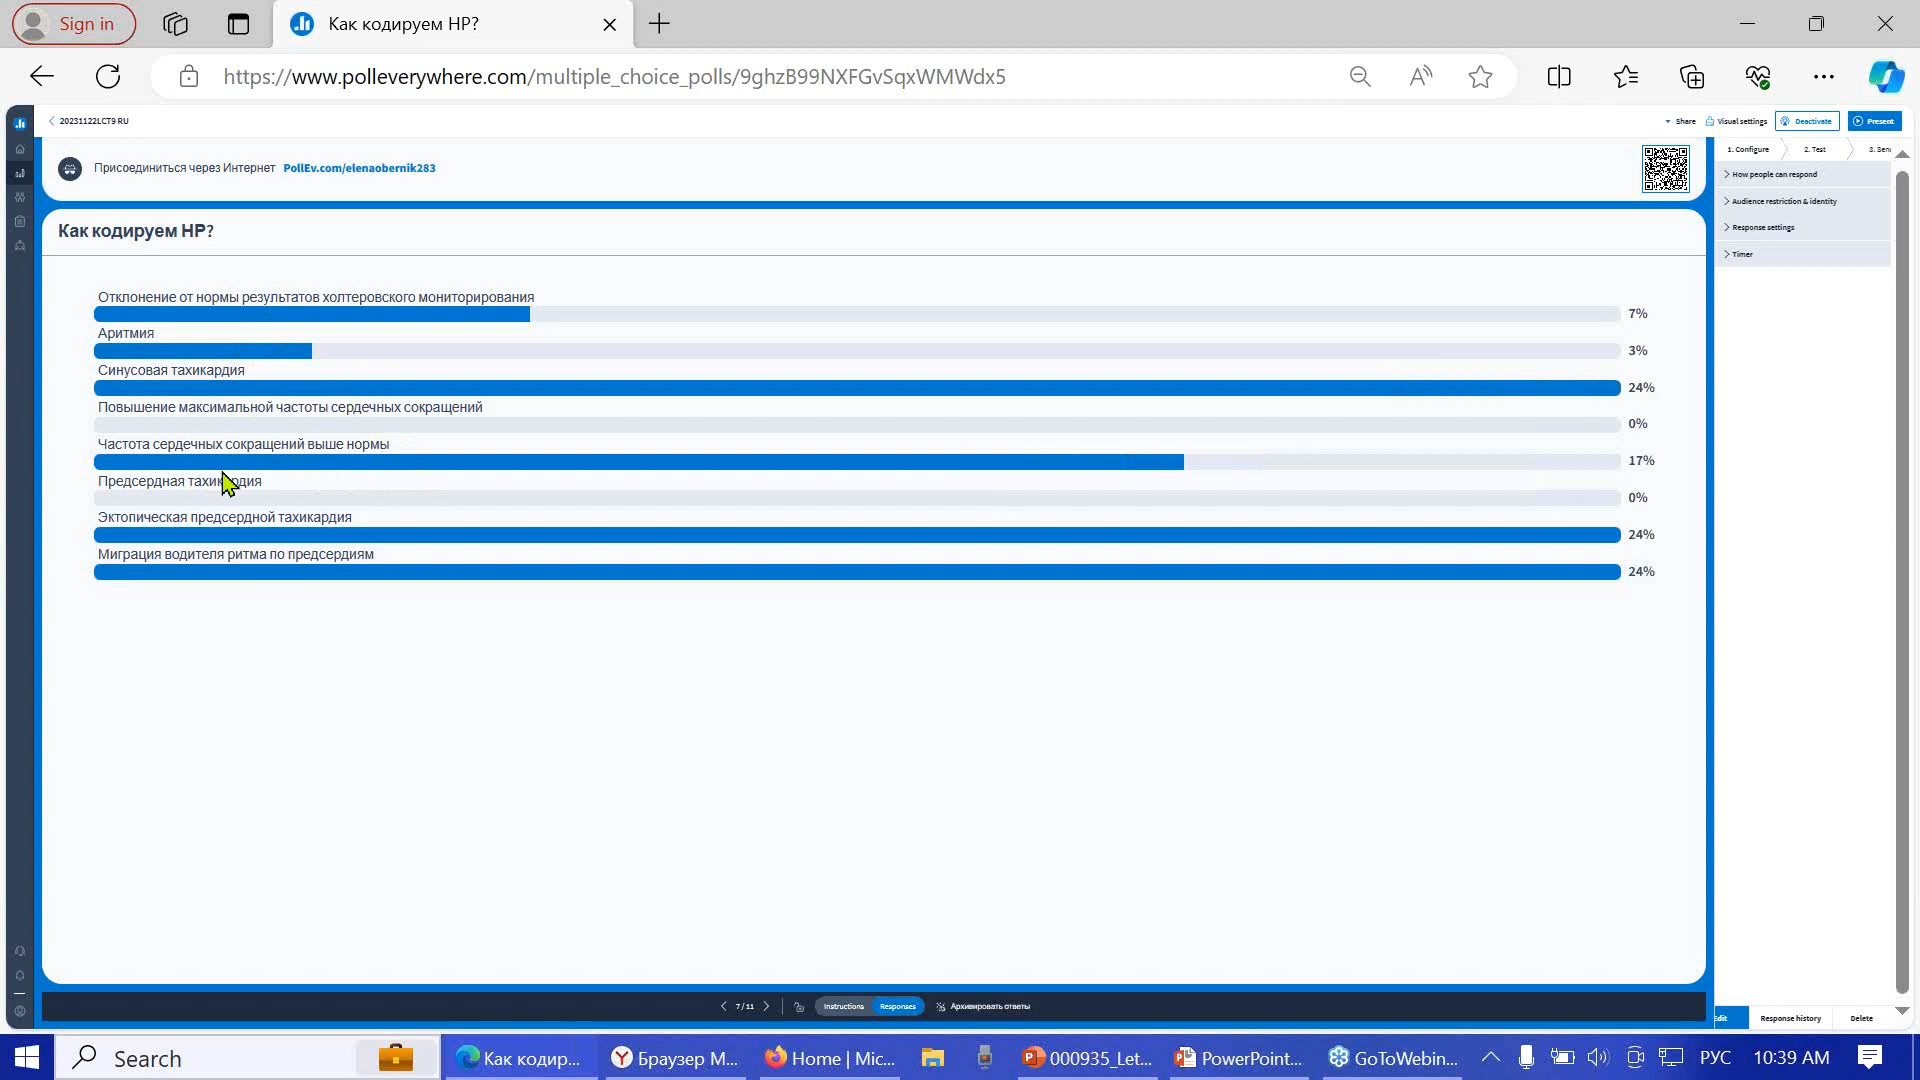 Sign in
Как кодируем НР?
https://www.polleverywhere.com/multiple_choice_polls/9ghzB99NXFGvSqxWMWdx5
20231122LCT9 RU
Share
Visual settings
Deactivate
Present
Присоединиться через Интернет PollEv.com/elenaobernik283
1. Configure
2. Test
3. Sen
How people can respond
Audience restriction & identity
Response settings
Timer
Как кодируем НР?
Отклонение от нормы результатов холтеровского мониторирования
7%
Аритмия
3%
Синусовая тахикардия
24%
Повышение максимальной частоты сердечных сокращений
0%
Частота сердечных сокращений выше нормы
17%
Предсердная
0%
Эктопическая предсердной тахикардия
24%
Миграция водителя ритма по предсердиям
24%
7 / 11
Instructions
Responses
Архивировать ответы
Response history
Delete
Search
Как кодир...
Браузер М...
Home | Mic...
000935_Let...
PowerPoint...
GoToWebin...
РУС
10:39 AM